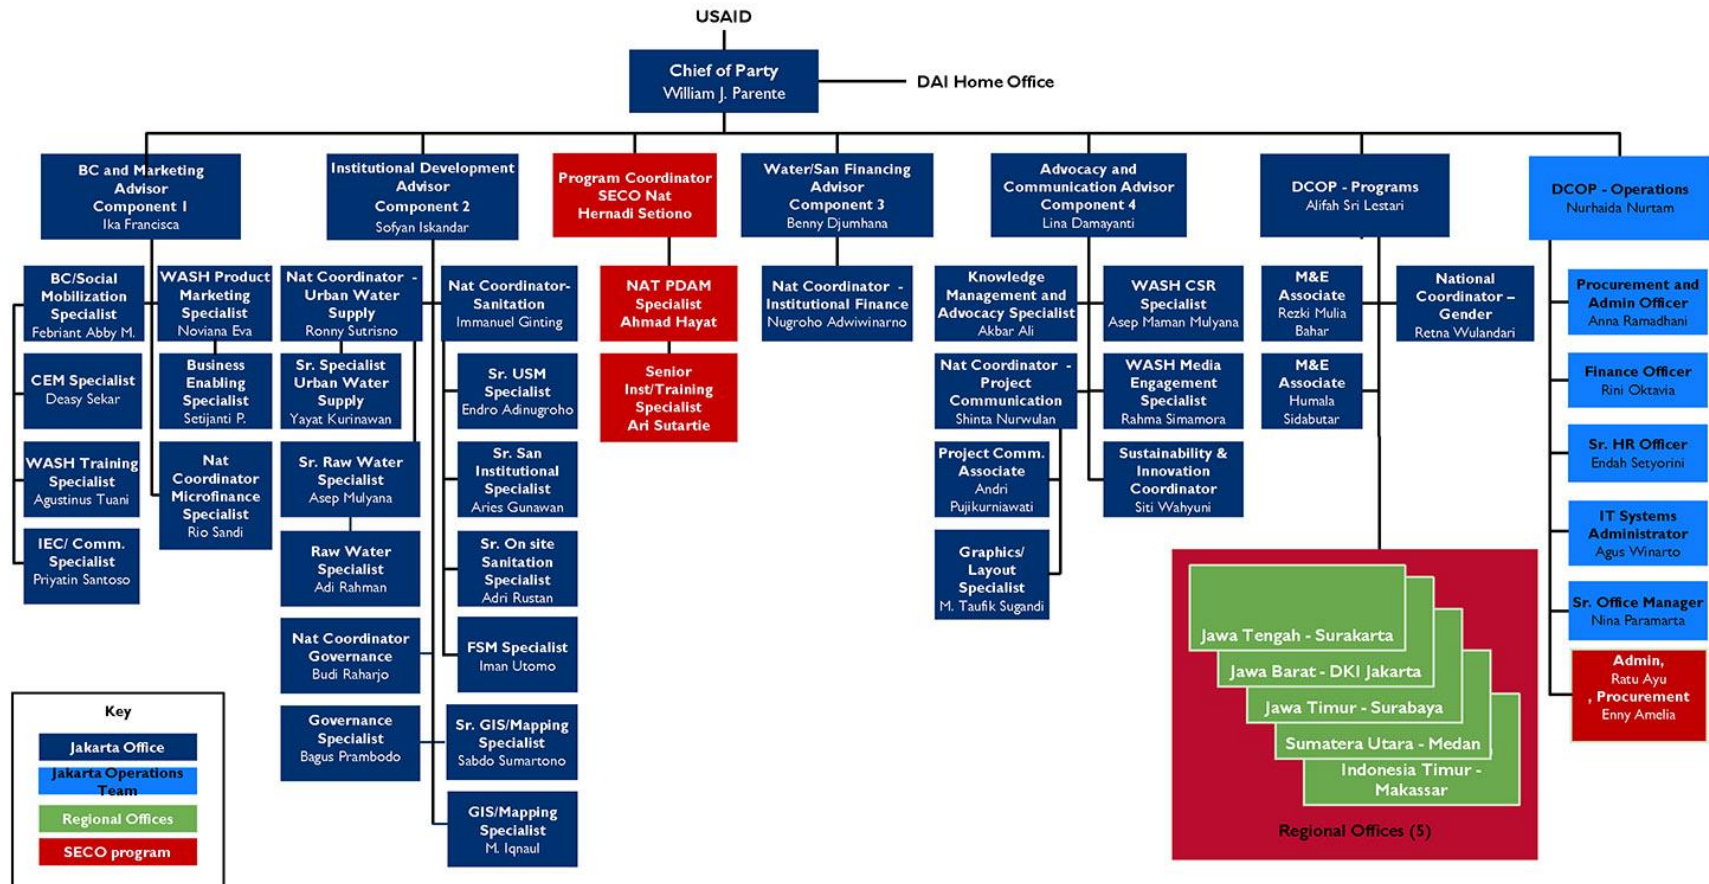 USAID
Chief of Party
William J. Parente
DAI Home Office
BC and Marketing
Advisor
Component 1
Ika Francisca
Institutional Development
Advisor
Component 2
Sofyan Iskandar
Program Coordinator
SECO Nat
Hernadi Setiono
Water/San Financing
Advisor
Component 3
Benny Djumhana
Advocacy and
Communication Advisor
Component 4
Lina Damayanti
DCOP - Programs
Alifah Sri Lestari
DCOP - Operations
Nurhaida Nurtam
BC/Social
Mobilization
Specialist
Febriant Abby M.
WASH Product
Marketing
Specialist
Noviana Eva
Nat Coordinator -
Urban Water
Supply
Ronny Sutrisno
Nat Coordinator-
Sanitation
Immanuel Ginting
NAT PDAM
Specialist
Ahmad Hayat
Nat Coordinator -
Institutional Finance
Nugroho Adwiwinarno
Knowledge
Management and
Advocacy Specialist
Akbar Ali
WASH CSR
Specialist
Asep Maman Mulyana
M&E
Associate
Rezki Mulia
Bahar
National
Coordinator –
Gender
Retna Wulandari
Procurement and
Admin Officer
Anna Ramadhani
CEM Specialist
Deasy Sekar
Business
Enabling
Specialist
Setijanti P.
Sr. Specialist
Urban Water
Supply
Yayat Kurinawan
Sr. USM
Specialist
Endro Adinugroho
Senior
Inst/Training
Specialist
Ari Sutartie
Nat Coordinator -
Project
Communication
Shinta Nurwulan
WASH Media
Engagement
Specialist
Rahma Simamora
M&E
Associate
Humala
Sidabutar
Finance Officer
Rini Oktavia
WASH Training
Specialist
Agustinus Tuani
Nat
Coordinator
Microfinance
Specialist
Rio Sandi
Sr. Raw Water
Specialist
Asep Mulyana
Sr. San
Institutional
Specialist
Aries Gunawan
Project Comm.
Associate
Andri
Pujikurniawati
Sustainability &
Innovation
Coordinator
Siti Wahyuni
Sr. HR Officer
Endah Setyorini
IEC/ Comm.
Specialist
Priyatin Santoso
Raw Water
Specialist
Adi Rahman
Sr. On site
Sanitation
Specialist
Adri Rustan
Graphics/
Layout
Specialist
M. Taufik Sugandi
IT Systems
Administrator
Agus Winarto
Nat Coordinator
Governance
Budi Raharjo
FSM Specialist
Iman Utomo
Sr. Office Manager
Nina Paramarta
Governance
Specialist
Bagus Prambodo
Sr. GIS/Mapping
Specialist
Sabdo Sumartono
Admin,
Ratu Ayu
, Procurement
Enny Amelia
GIS/Mapping
Specialist
M. Iqnaul
Jawa Tengah - Surakarta
Jawa Barat - DKI Jakarta
Jawa Timur - Surabaya
Sumatera Utara - Medan
Indonesia Timur -
Makassar
Regional Offices (5)
Key
Jakarta Office
Jakarta Operations
Team
Regional Offices
SECO program